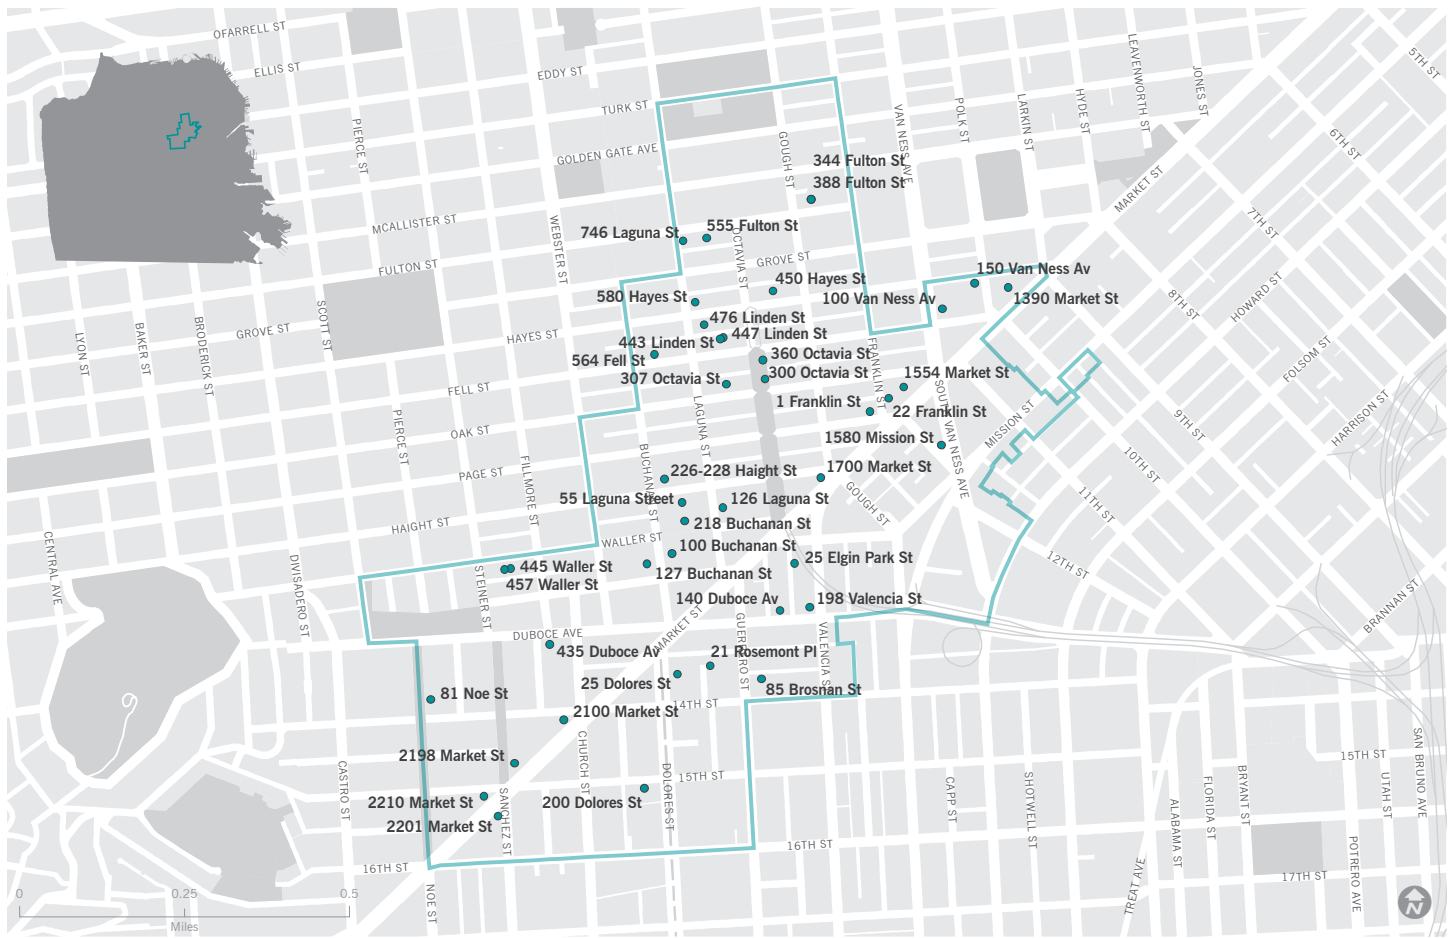 OFARRELL ST
ELLIS ST
EDDY ST
TURK ST
GOLDEN GATE AVE
MCALLISTER ST
FULTON ST
GROVE ST
GROVE ST
HAYES ST
FELL ST
OAK ST
PAGE ST
HAIGHT ST
WALLER ST
DUBOCE AVE
14TH ST
15TH ST
15TH ST
16TH ST
16TH ST
17TH ST
LYON ST
BAKER ST
BRODERICK ST
SCOTT ST
PIERCE ST
PIERCE ST
WEBSTER ST
FILLMORE ST
STEINER ST
CENTRAL AVE
DIVISADERO ST
CASTRO ST
NOE ST
SANCHEZ ST
CHURCH ST
DOLORES ST
GUERRERO ST
VALENCIA S
BUCHANAN ST
LAGUNA ST
OCTAVIA ST
GOUGH ST
GOUGH ST
FRANKLIN ST
VAN NESS AVE
SOUTH VAN NESS AVE
POLK ST
LARKIN ST
HYDE ST
LEAVENWORTH ST
JONES ST
MARKET ST
MARKET ST
MISSION ST
HOWARD ST
FOLSOM ST
HARRISON ST
BRANNAN ST
5TH ST
6TH ST
7TH ST
8TH ST
9TH ST
10TH ST
11TH ST
12TH ST
CAPP ST
SHOTWELL ST
TREAT AVE
ALABAMA ST
FLORIDA ST
BRYANT ST
POTRERO AVE
UTAH ST
SAN BRUNO AVE
344 Fulton St
388 Fulton St
746 Laguna St
555 Fulton St
450 Hayes St
580 Hayes St
150 Van Ness Av
100 Van Ness Av
1390 Market St
476 Linden St
447 Linden St
443 Linden St
564 Fell St
360 Octavia St
300 Octavia St
307 Octavia St
1554 Market St
1 Franklin St
22 Franklin St
1580 Mission St
226-228 Haight St
1700 Market St
55 Laguna Street
126 Laguna St
218 Buchanan St
100 Buchanan St
127 Buchanan St
25 Elgin Park St
445 Waller St
457 Waller St
140 Duboce Av
198 Valencia St
435 Duboce Av
21 Rosemont Pl
25 Dolores St
85 Brosnan St
81 Noe St
2100 Market St
2198 Market St
2210 Market St
2201 Market St
200 Dolores St
0
0.25
0.5
Miles
N